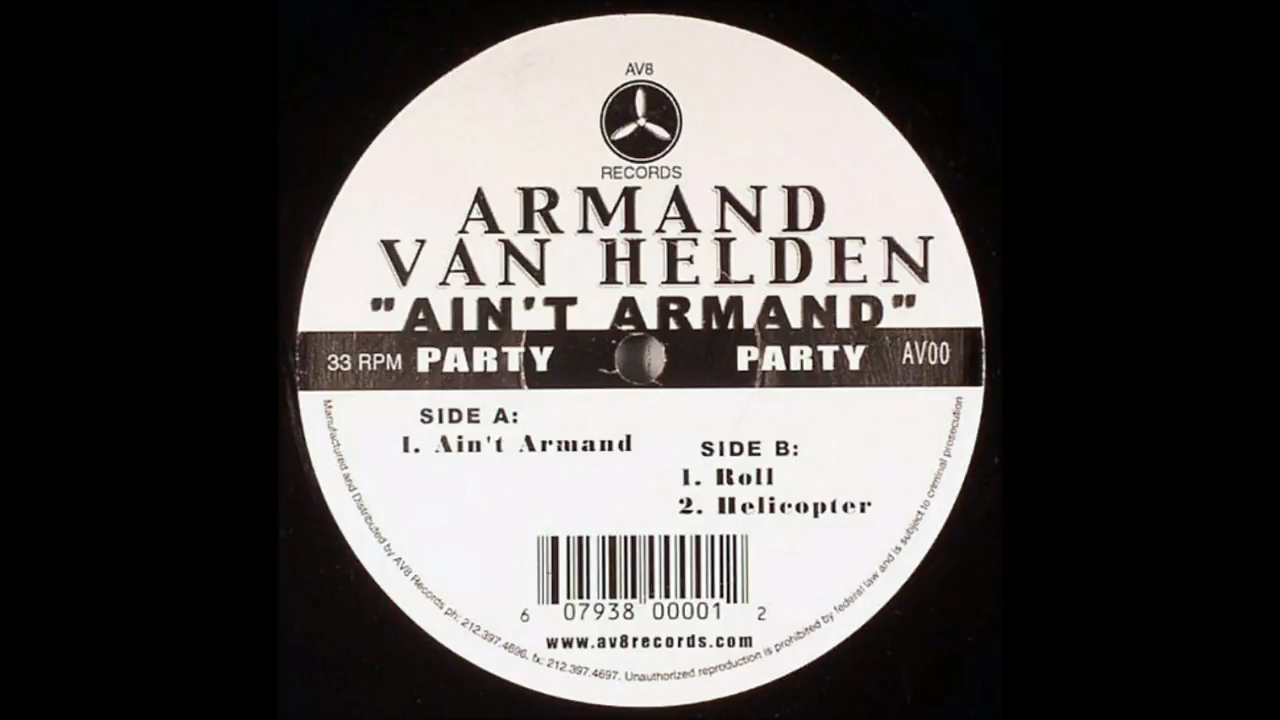 AV8
RECORDS
ARMAND
VAN HELDEN
"AIN'T ARMAND"
33 RPM PARTY PARTY AV00
SIDE A:
1. Ain't Armand
SIDE B:
1. Roll
2. Helicopter
6 07938 00001 2
www.av8records.com
Manufactured and Distributed by AV8 Records ph: 212.397.4696, fx: 212.397.4697. Unauthorized reproduction is prohibited by federal law and is subject to criminal prosecution